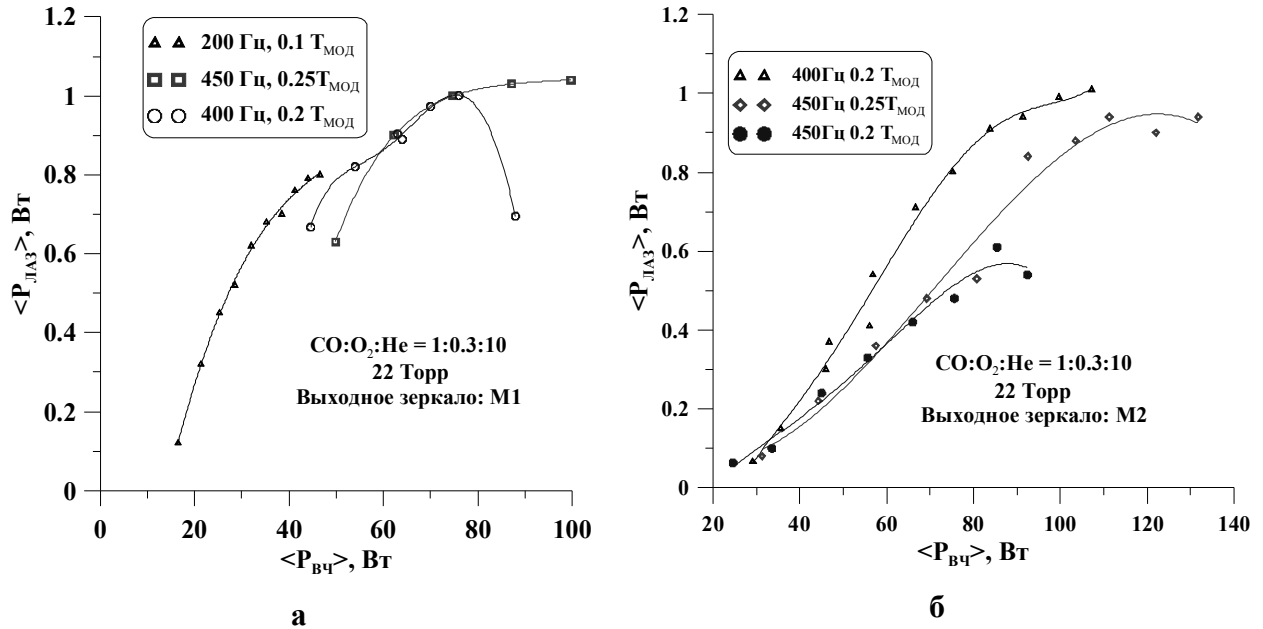 1.2
1
0.8
0.6
0.4
0.2
0
<P_ЛАЗ>, Вт
200 Гц, 0.1 T_МОД
450 Гц, 0.25T_МОД
400 Гц, 0.2 T_МОД
CO:O₂:He = 1:0.3:10
22 Торр
Выходное зеркало: М1
0 20 40 60 80 100
<P_ВЧ>, Вт
а
1.2
1
0.8
0.6
0.4
0.2
0
<P_ЛАЗ>, Вт
400Гц 0.2 T_МОД
450Гц 0.25T_МОД
450Гц 0.2 T_МОД
CO:O₂:He = 1:0.3:10
22 Торр
Выходное зеркало: М2
20 40 60 80 100 120 140
<P_ВЧ>, Вт
б